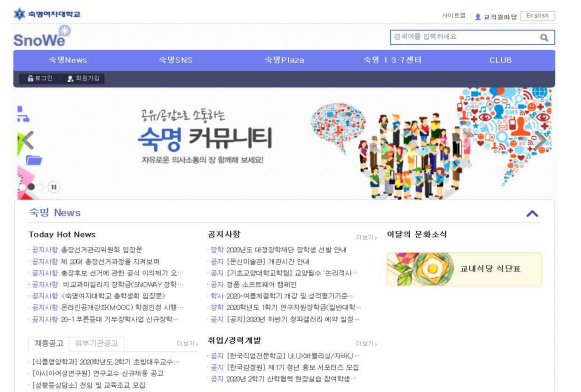 숙명여자대학교
사이트맵 교직원마당 English
SnoWe
검색어를 입력하세요
숙명News 숙명SNS 숙명Plaza 숙명 1·3·7센터 CLUB
로그인 회원가입
공유/공감으로 소통하는
숙명 커뮤니티
자유로운 의사소통의 장 함께해 보세요!
숙명 News
Today Hot News
공지사항 총장선거관리위원회 입장문
공지사항 제 20대 총장선거과정을 지켜보며
공지사항 총장후보 선거에 관한 공식 이의제기 오…
공지사항 비교과마일리지 장학금(SNOWAY 장학…
공지사항 <숙명여자대학교 총학생회 입장문>
공지사항 온라인공개강좌(MOOC) 학점인정 시행…
공지사항 20-1 푸른등대 기부장학사업 신규장학…
공지사항 더보기
장학 2020년도 대정장학재단 장학생 선발 안내
공지 [문신미술관] 개관시간 안내
공지 [기초교양대학교학팀] 교양필수 '논리적사…
공지 정품 소프트웨어 캠페인
학사 2020-여름계절학기 개강 및 성적평가기준…
장학 2020학년도 1학기 연구지원장학금(일반대학…
공지 [공지]2020년 하반기 정파갤러리 예약 일정…
이달의 문화소식
교내식당 식단표
채용공고 외부기관공고 더보기
[식품영양학과] 2020학년도 2학기 초빙대우교수…
[아시아여성연구원] 연구교수 신규채용 공고
[성평등상담소] 전임 및 교육조교 모집
취업/경력개발 더보기
공지 [한국직업전문학교]
공지 [한국감정원] 제 1기 청년 홍보 서포터즈 모집
공지 2020년 2학기 산학협력 현장실습 참여학생…